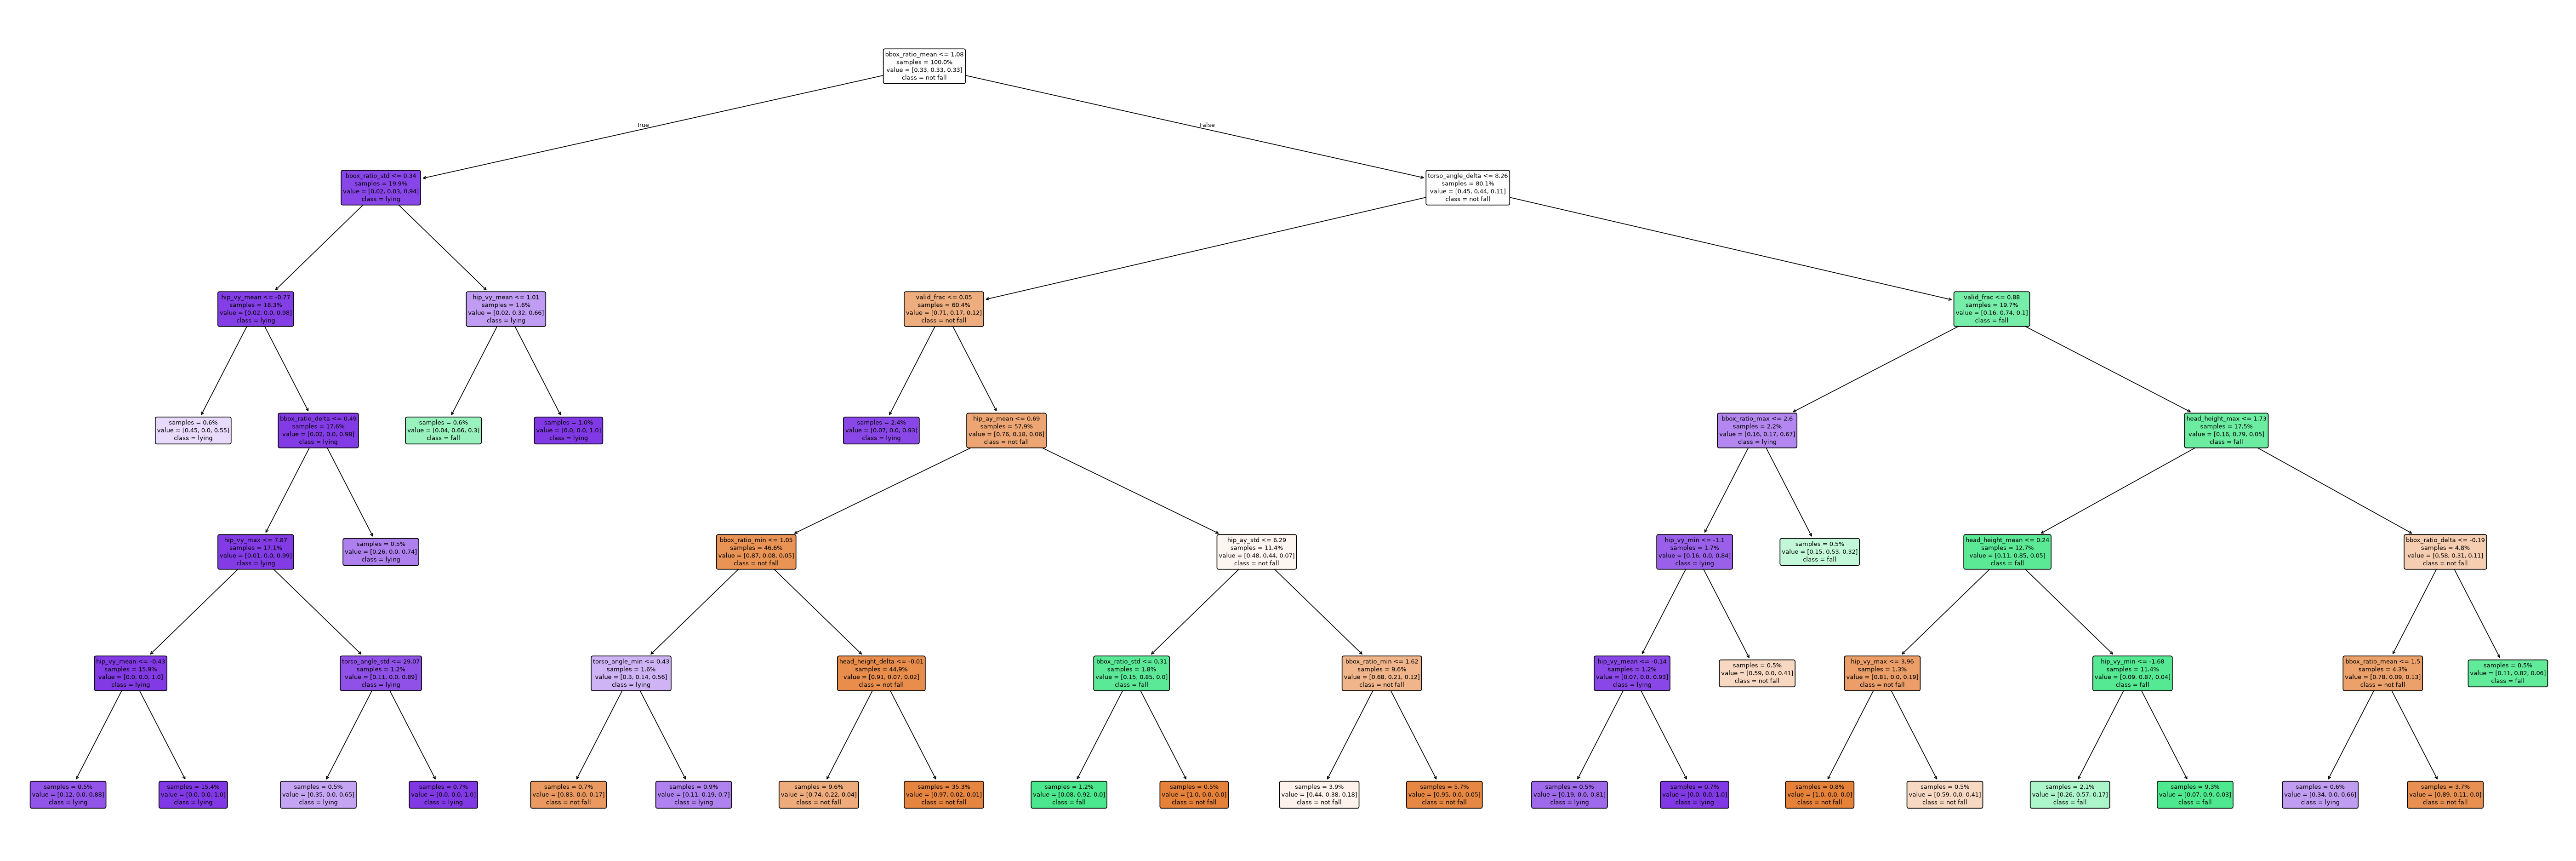 bbox_ratio_mean <= 1.08
samples = 100.0%
value = [0.33, 0.33, 0.33]
class = not fall
True
False
bbox_ratio_std <= 0.34
samples = 19.9%
value = [0.02, 0.03, 0.94]
class = lying
torso_angle_delta <= 8.26
samples = 80.1%
value = [0.45, 0.44, 0.11]
class = not fall
hip_vy_mean <= -0.77
samples = 18.3%
value = [0.02, 0.0, 0.98]
class = lying
hip_vy_mean <= 1.01
samples = 1.6%
value = [0.02, 0.32, 0.66]
class = lying
valid_frac <= 0.05
samples = 60.4%
value = [0.71, 0.17, 0.12]
class = not fall
valid_frac <= 0.88
samples = 19.7%
value = [0.16, 0.74, 0.1]
class = fall
samples = 0.6%
value = [0.45, 0.0, 0.55]
class = lying
bbox_ratio_delta <= 0.49
samples = 17.6%
value = [0.02, 0.0, 0.98]
class = lying
samples = 0.6%
value = [0.04, 0.66, 0.3]
class = fall
samples = 1.0%
value = [0.0, 0.0, 1.0]
class = lying
samples = 2.4%
value = [0.07, 0.0, 0.93]
class = lying
hip_ay_mean <= 0.69
samples = 57.9%
value = [0.76, 0.18, 0.06]
class = not fall
bbox_ratio_max <= 2.6
samples = 2.2%
value = [0.16, 0.17, 0.67]
class = lying
head_height_max <= 1.73
samples = 17.5%
value = [0.16, 0.79, 0.05]
class = fall
hip_vy_max <= 7.87
samples = 17.1%
value = [0.01, 0.0, 0.99]
class = lying
samples = 0.5%
value = [0.26, 0.0, 0.74]
class = lying
bbox_ratio_min <= 1.05
samples = 46.6%
value = [0.87, 0.08, 0.05]
class = not fall
hip_ay_std <= 6.29
samples = 11.4%
value = [0.48, 0.44, 0.07]
class = not fall
hip_vy_min <= -1.1
samples = 1.7%
value = [0.16, 0.0, 0.84]
class = lying
samples = 0.5%
value = [0.15, 0.53, 0.32]
class = fall
head_height_mean <= 0.24
samples = 12.7%
value = [0.11, 0.85, 0.05]
class = fall
bbox_ratio_delta <= -0.19
samples = 4.8%
value = [0.58, 0.31, 0.11]
class = not fall
hip_vy_mean <= -0.43
samples = 15.9%
value = [0.0, 0.0, 1.0]
class = lying
torso_angle_std <= 29.07
samples = 1.2%
value = [0.11, 0.0, 0.89]
class = lying
torso_angle_min <= 0.43
samples = 1.6%
value = [0.3, 0.14, 0.56]
class = lying
head_height_delta <= -0.01
samples = 44.9%
value = [0.91, 0.07, 0.02]
class = not fall
bbox_ratio_std <= 0.31
samples = 1.8%
value = [0.15, 0.85, 0.0]
class = fall
bbox_ratio_min <= 1.62
samples = 9.6%
value = [0.68, 0.21, 0.12]
class = not fall
hip_vy_mean <= -0.14
samples = 1.2%
value = [0.07, 0.0, 0.93]
class = lying
samples = 0.5%
value = [0.59, 0.0, 0.41]
class = not fall
hip_vy_max <= 3.96
samples = 1.3%
value = [0.81, 0.0, 0.19]
class = not fall
hip_vy_min <= -1.68
samples = 11.4%
value = [0.09, 0.87, 0.04]
class = fall
bbox_ratio_mean <= 1.5
samples = 4.3%
value = [0.78, 0.09, 0.13]
class = not fall
samples = 0.5%
value = [0.11, 0.82, 0.06]
class = fall
samples = 0.5%
value = [0.12, 0.0, 0.88]
class = lying
samples = 15.4%
value = [0.0, 0.0, 1.0]
class = lying
samples = 0.5%
value = [0.35, 0.0, 0.65]
class = lying
samples = 0.7%
value = [0.0, 0.0, 1.0]
class = lying
samples = 0.7%
value = [0.83, 0.0, 0.17]
class = not fall
samples = 0.9%
value = [0.11, 0.19, 0.7]
class = lying
samples = 9.6%
value = [0.74, 0.22, 0.04]
class = not fall
samples = 35.3%
value = [0.97, 0.02, 0.01]
class = not fall
samples = 1.2%
value = [0.08, 0.92, 0.0]
class = fall
samples = 0.5%
value = [1.0, 0.0, 0.0]
class = not fall
samples = 3.9%
value = [0.44, 0.38, 0.18]
class = not fall
samples = 5.7%
value = [0.95, 0.0, 0.05]
class = not fall
samples = 0.5%
value = [0.19, 0.0, 0.81]
class = lying
samples = 0.7%
value = [0.0, 0.0, 1.0]
class = lying
samples = 0.8%
value = [1.0, 0.0, 0.0]
class = not fall
samples = 0.5%
value = [0.59, 0.0, 0.41]
class = not fall
samples = 2.1%
value = [0.26, 0.57, 0.17]
class = fall
samples = 9.3%
value = [0.07, 0.9, 0.03]
class = fall
samples = 0.6%
value = [0.34, 0.0, 0.66]
class = lying
samples = 3.7%
value = [0.89, 0.11, 0.0]
class = not fall